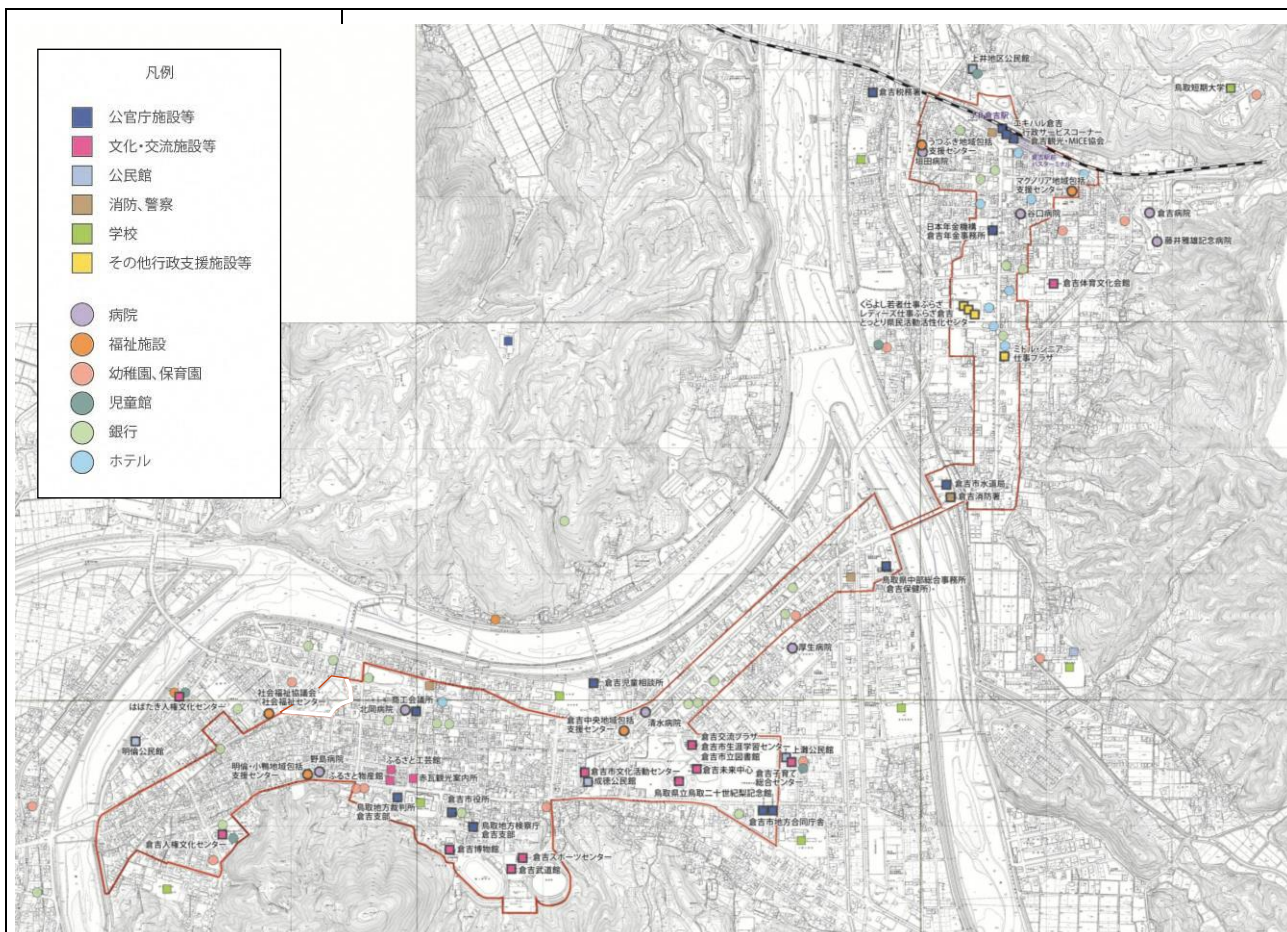 凡例
公官庁施設等
文化・交流施設等
公民館
消防、警察
学校
その他行政支援施設等
病院
福祉施設
幼稚園、保育園
児童館
銀行
ホテル
上井地区公民館
倉吉税務署
鳥取短期大学
エキパル倉吉
行政サービスコーナー
倉吉観光・MICE協会
うつぶき地域包括
支援センター
垣田病院
マグノリア地域包括
支援センター
谷口病院
倉吉病院
藤井雅雄記念病院
日本年金機構
倉吉年金事務所
倉吉体育文化会館
くらよし若者仕事ぷらざ
レディーズ仕事ぷらざ倉吉
とっとり県民活動活性化センター
ミドル・シニア
仕事プラザ
倉吉市水道局
倉吉消防署
鳥取県中部総合事務所
(倉吉保健所)
厚生病院
倉吉児童相談所
社会福祉協議会
社会福祉センター
はばたき人権文化センター
商工会議所
北岡病院
倉吉中央地域包括
支援センター
清水病院
明倫公民館
倉吉交流プラザ
倉吉市生涯学習センター
倉吉市立図書館
上灘公民館
野島病院
明倫・小鴨地域包括
支援センター
ふるさと工芸館
ふるさと物産館
赤瓦観光案内所
倉吉市文化活動センター
成徳公民館
倉吉未来中心
倉吉子育て
総合センター
鳥取県立鳥取二十世紀梨記念館
鳥取地方裁判所
倉吉支部
倉吉市役所
鳥取地方検察庁
倉吉支部
倉吉市地方合同庁舎
倉吉人権文化センター
倉吉博物館
倉吉スポーツセンター
倉吉武道館